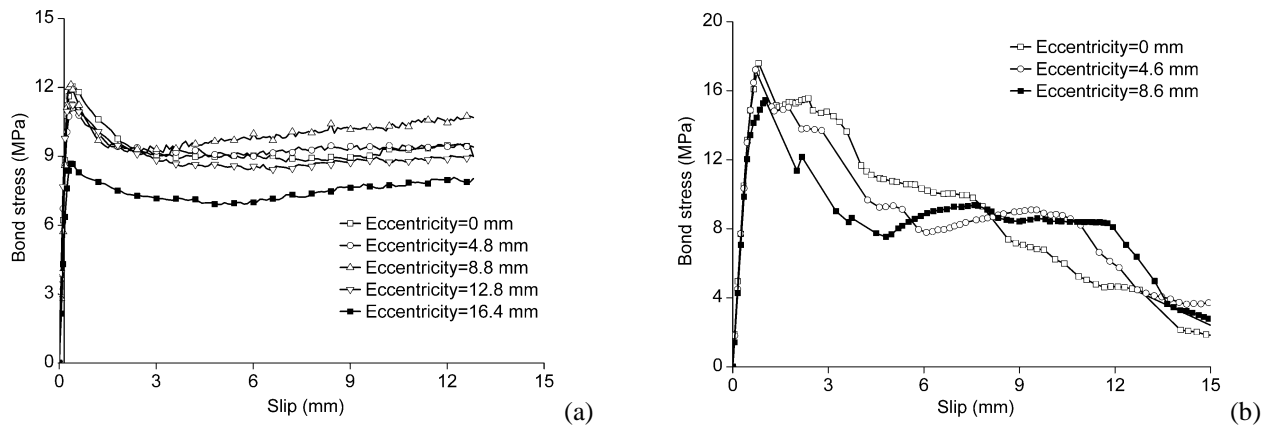 15
12
9
6
3
0
Bond stress (MPa)
Eccentricity=0 mm
Eccentricity=4.8 mm
Eccentricity=8.8 mm
Eccentricity=12.8 mm
Eccentricity=16.4 mm
0 3 6 9 12 15
Slip (mm)
(a)
20
16
12
8
4
0
Bond stress (MPa)
Eccentricity=0 mm
Eccentricity=4.6 mm
Eccentricity=8.6 mm
0 3 6 9 12 15
Slip (mm)
(b)